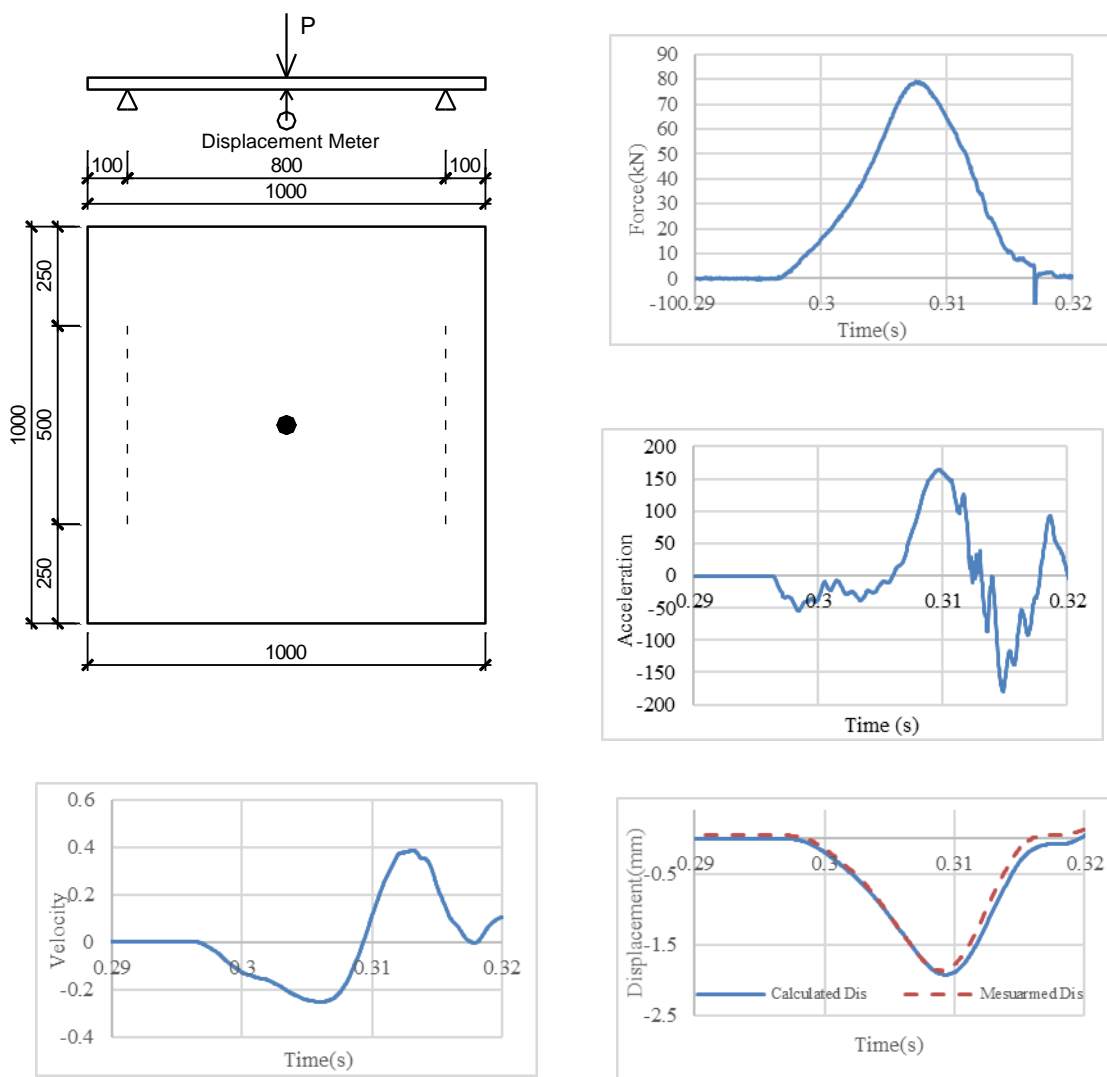 P
Displacement Meter
100 800 100
1000
250
1000 500
250
1000
90
80
70
60
50
40
30
20
10
0
-10
0.29 0.3 0.31 0.32
Force(kN)
Time(s)
200
150
100
50
0
-50
-100
-150
-200
0.29 0.3 0.31 0.32
Acceleration
Time (s)
0.6
0.4
0.2
0
-0.2
-0.4
0.29 0.3 0.31 0.32
Velocity
Time(s)
-0.5
-1.5
-2.5
0.29 0.3 0.31 0.32
Displacement(mm)
Calculated Dis Mesuarmed Dis
Time(s)